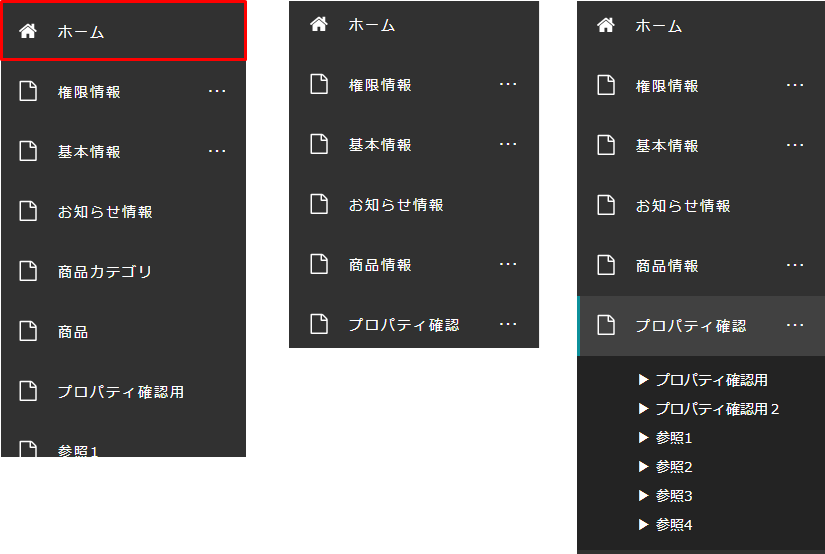 ホーム
権限情報 ...
基本情報 ...
お知らせ情報
商品カテゴリ
商品
プロパティ確認用
参照1
ホーム
権限情報 ...
基本情報 ...
お知らせ情報
商品情報 ...
プロパティ確認 ...
ホーム
権限情報 ...
基本情報 ...
お知らせ情報
商品情報 ...
プロパティ確認 ...
▶ プロパティ確認用
▶ プロパティ確認用２
▶ 参照1
▶ 参照2
▶ 参照3
▶ 参照4